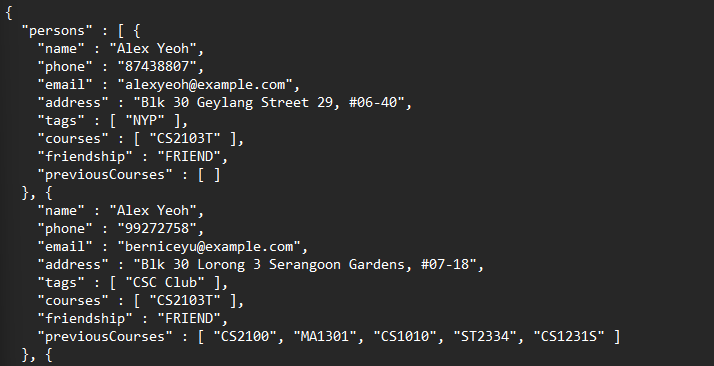 {
"persons" : [ {
"name" : "Alex Yeoh",
"phone" : "87438807",
"email" : "alexyeoh@example.com",
"address" : "Blk 30 Geylang Street 29, #06-40",
"tags" : [ "NYP" ],
"courses" : [ "CS2103T" ],
"friendship" : "FRIEND",
"previousCourses" : [ ]
}, {
"name" : "Alex Yeoh",
"phone" : "99272758",
"email" : "berniceyu@example.com",
"address" : "Blk 30 Lorong 3 Serangoon Gardens, #07-18",
"tags" : [ "CSC Club" ],
"courses" : [ "CS2103T" ],
"friendship" : "FRIEND",
"previousCourses" : [ "CS2100", "MA1301", "CS1010", "ST2334", "CS1231S" ]
}, {